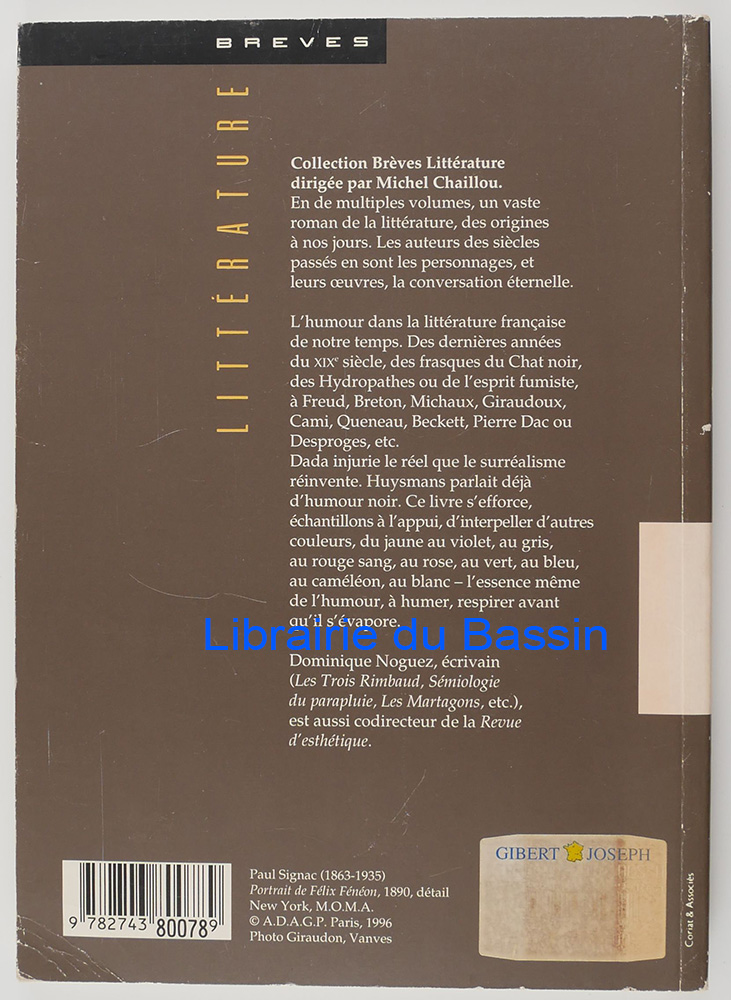 BREVES
LITTÉRATURE
Collection Brèves Littérature
dirigée par Michel Chaillou.
En de multiples volumes, un vaste
roman de la littérature, des origines
à nos jours. Les auteurs des siècles
passés en sont les personnages, et
leurs œuvres, la conversation éternelle.
L'humour dans la littérature française
de notre temps. Des dernières années
du XIXe siècle, des frasques du Chat noir,
des Hydropathes ou de l'esprit fumiste,
à Freud, Breton, Michaux, Giraudoux,
Cami, Queneau, Beckett, Pierre Dac ou
Desproges, etc.
Dada injurie le réel que le surréalisme
réinvente. Huysmans parlait déjà
d'humour noir. Ce livre s'efforce,
échantillons à l'appui, d'interpeller d'autres
couleurs, du jaune au violet, au gris,
au rouge sang, au rose, au vert, au bleu,
au caméléon, au blanc – l'essence même
de l'humour, à humer, respirer avant
qu'il s'évapore.
Librairie du Bassin
Dominique Noguez, écrivain
(Les Trois Rimbaud, Sémiologie
du parapluie, Les Martagons, etc.),
est aussi codirecteur de la Revue
d'esthétique.
9 782743 800789
Paul Signac (1863-1935)
Portrait de Félix Fénéon, 1890, détail
New York, M.O.M.A.
© A.D.A.G.P. Paris, 1996
Photo Giraudon, Vanves
GIBERT JOSEPH
Coriat & Associés